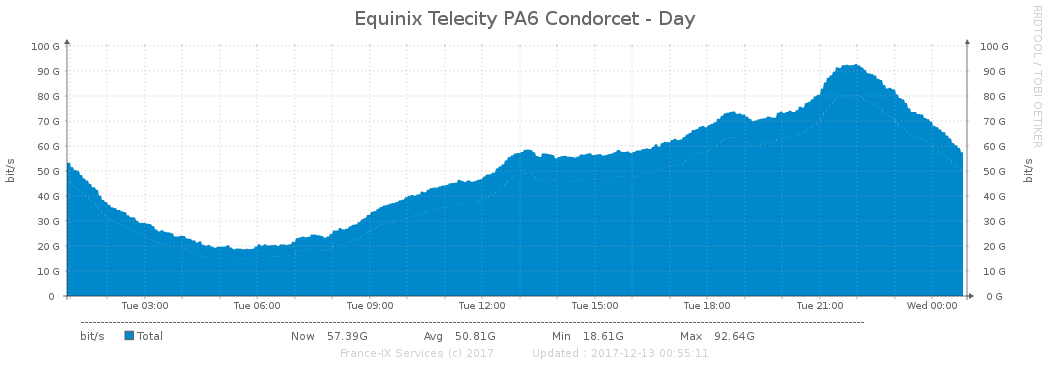 Equinix Telecity PA6 Condorcet - Day
RRDTOOL / TOBI OETIKER
bit/s
100 G 100 G
90 G 90 G
80 G 80 G
70 G 70 G
60 G 60 G
50 G 50 G
40 G 40 G
30 G 30 G
20 G 20 G
10 G 10 G
0 0 G
bit/s
Tue 03:00 Tue 06:00 Tue 09:00 Tue 12:00 Tue 15:00 Tue 18:00 Tue 21:00 Wed 00:00
bit/s Total Now 57.39G Avg 50.81G Min 18.61G Max 92.64G
France-IX Services (c) 2017 Updated : 2017-12-13 00:55:11